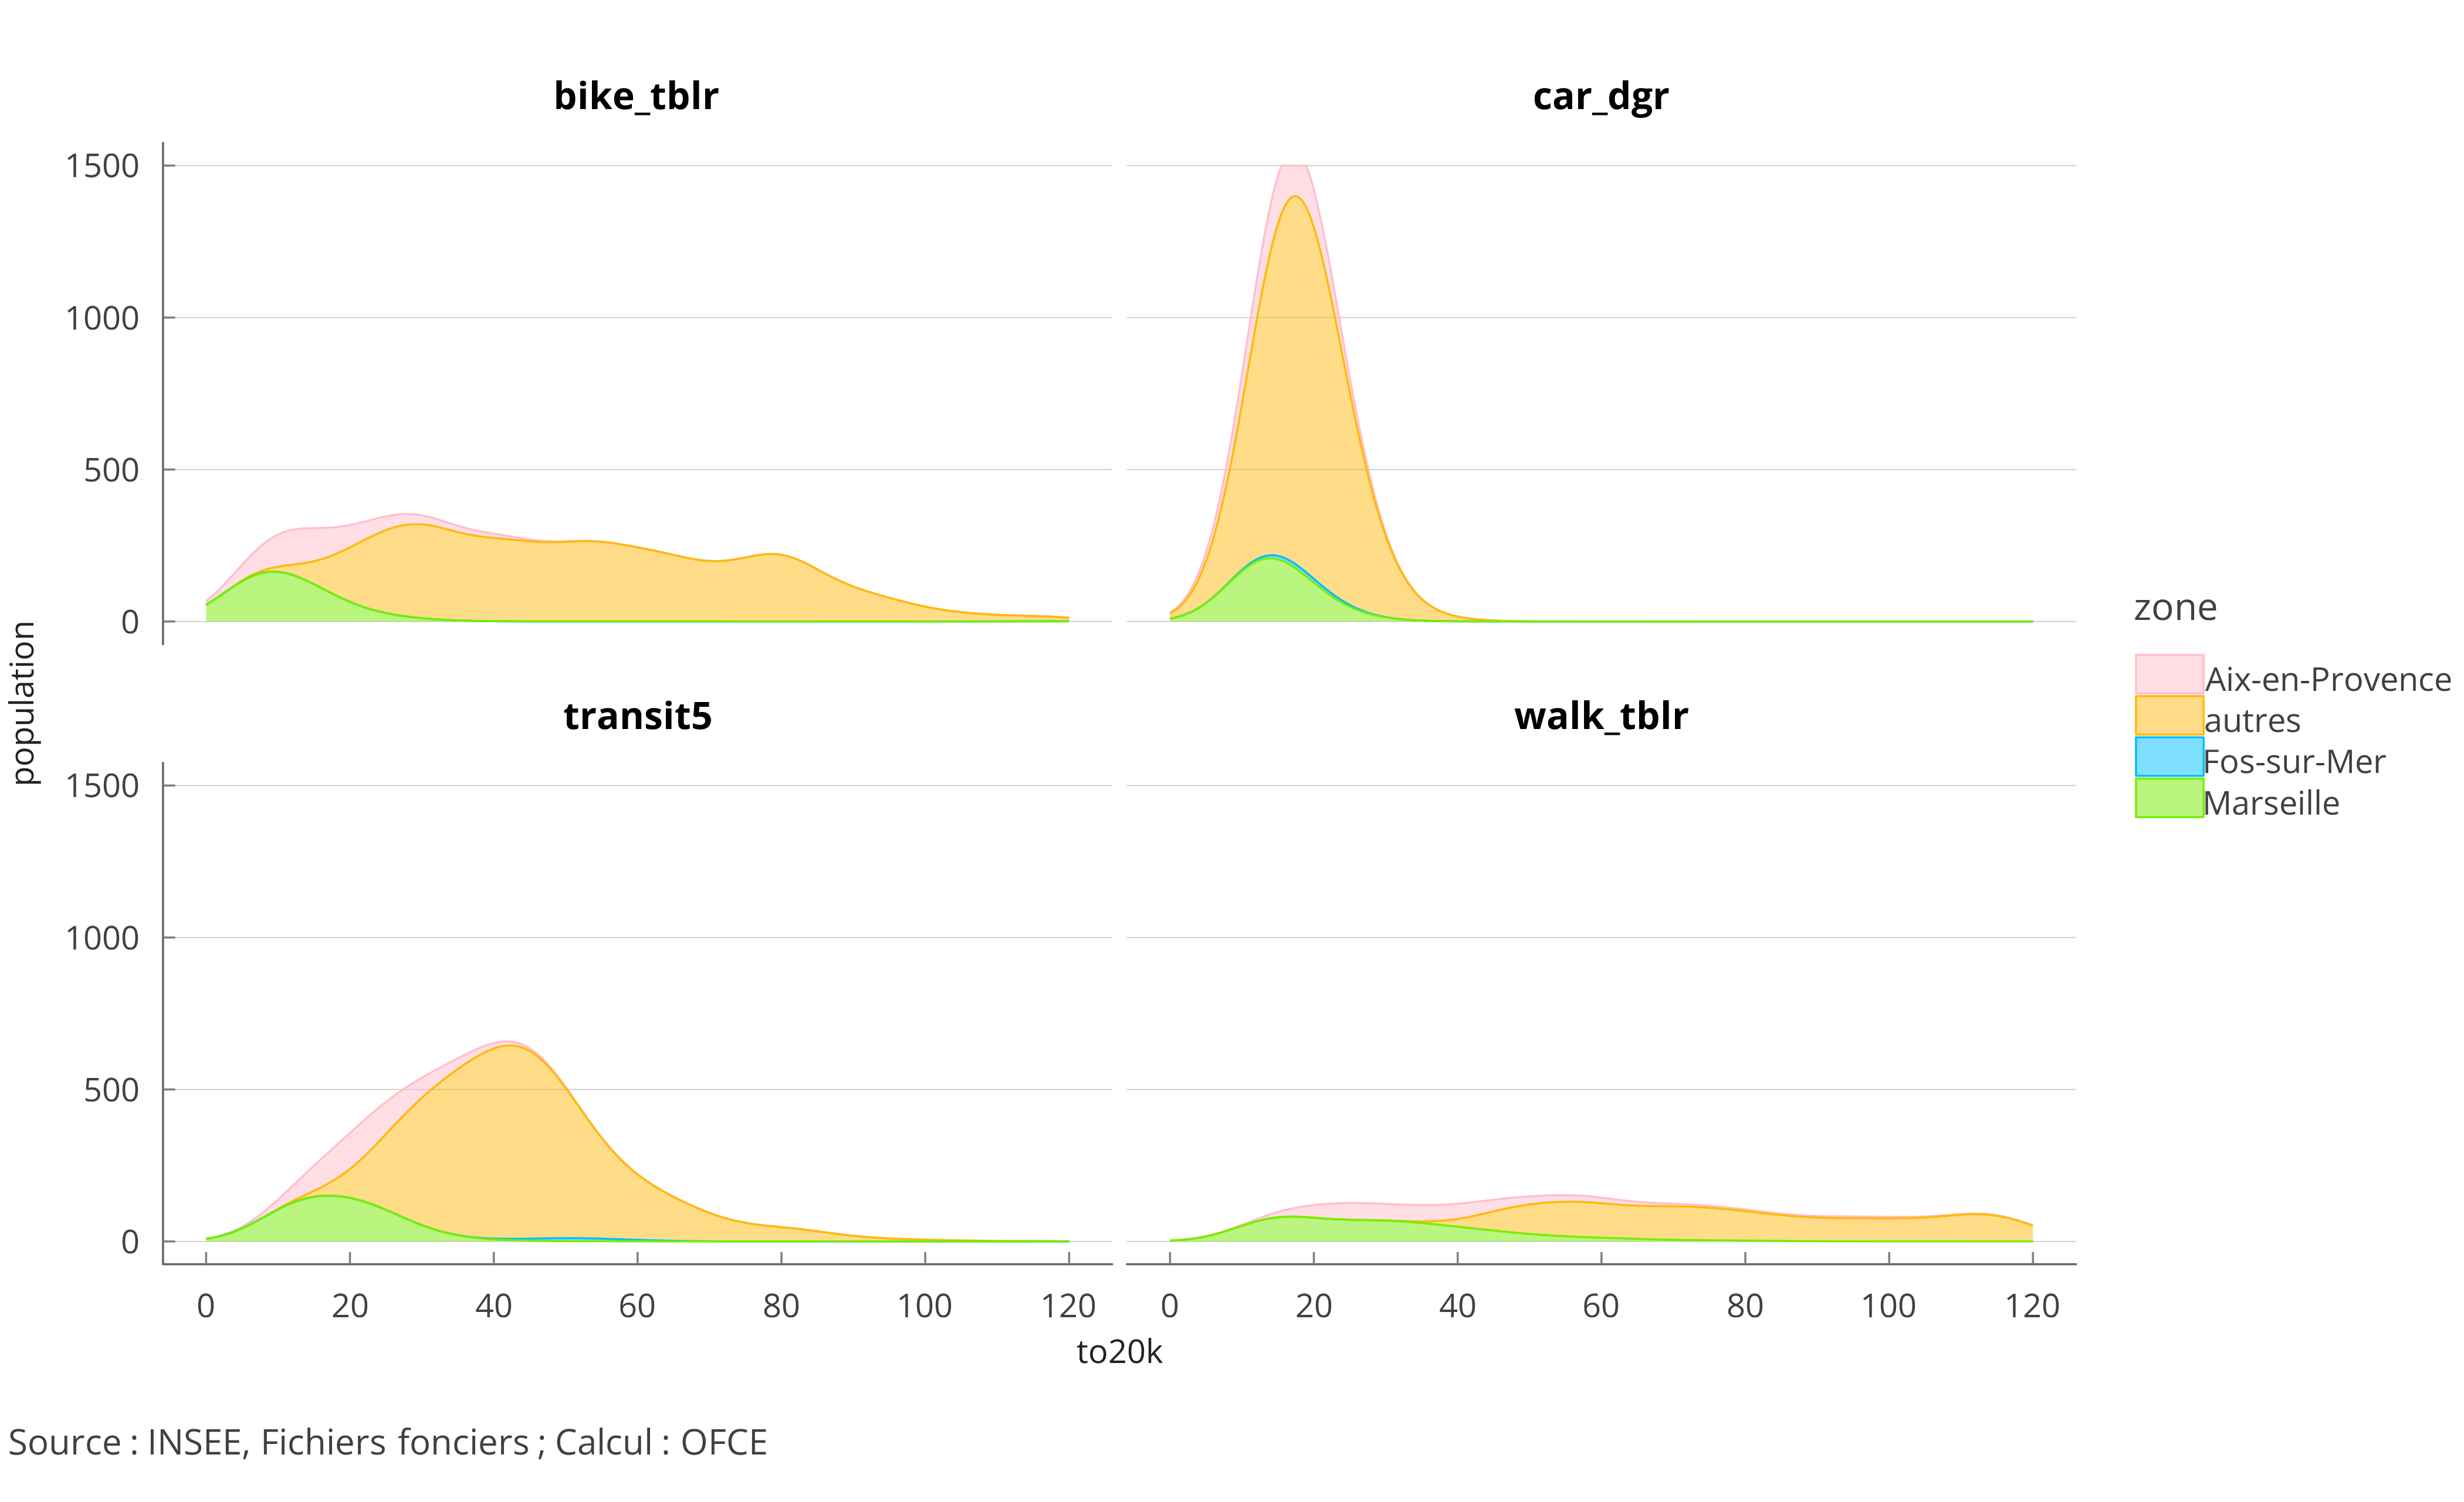 bike_tblr
car_dgr
1500
1000
500
0
transit5
walk_tblr
1500
1000
500
0
population
0 20 40 60 80 100 120
0 20 40 60 80 100 120
to20k
zone
Aix-en-Provence
autres
Fos-sur-Mer
Marseille
Source : INSEE, Fichiers fonciers ; Calcul : OFCE